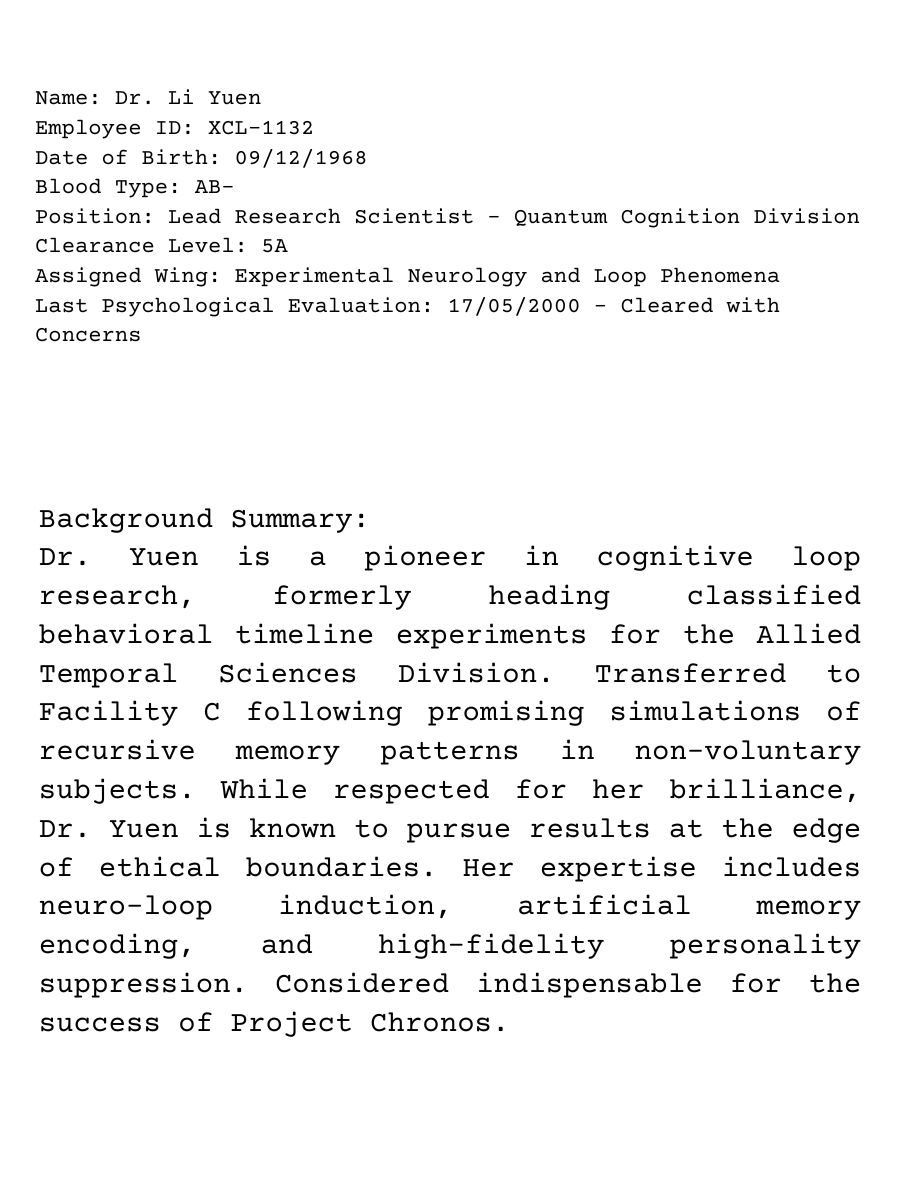 Name: Dr. Li Yuen
Employee ID: XCL-1132
Date of Birth: 09/12/1968
Blood Type: AB-
Position: Lead Research Scientist - Quantum Cognition Division
Clearance Level: 5A
Assigned Wing: Experimental Neurology and Loop Phenomena
Last Psychological Evaluation: 17/05/2000 - Cleared with
Concerns
Background Summary:
Dr. Yuen is a pioneer in cognitive loop
research, formerly heading classified
behavioral timeline experiments for the Allied
Temporal Sciences Division. Transferred to
Facility C following promising simulations of
recursive memory patterns in non-voluntary
subjects. While respected for her brilliance,
Dr. Yuen is known to pursue results at the edge
of ethical boundaries. Her expertise includes
neuro-loop induction, artificial memory
encoding, and high-fidelity personality
suppression. Considered indispensable for the
success of Project Chronos.